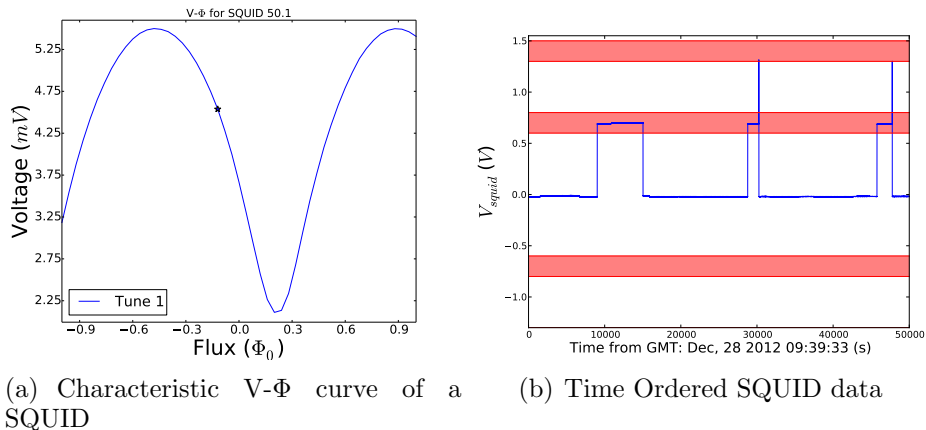 V-Φ for SQUID 50.1
Voltage (mV)
5.25
4.75
4.25
3.75
3.25
2.75
2.25
Tune 1
−0.9 −0.6 −0.3 0.0 0.3 0.6 0.9
Flux (Φ₀)
(a) Characteristic V-Φ curve of a
SQUID
V_squid (V)
1.5
1.0
0.5
0.0
−0.5
−1.0
0 10000 20000 30000 40000 50000
Time from GMT: Dec, 28 2012 09:39:33 (s)
(b) Time Ordered SQUID data